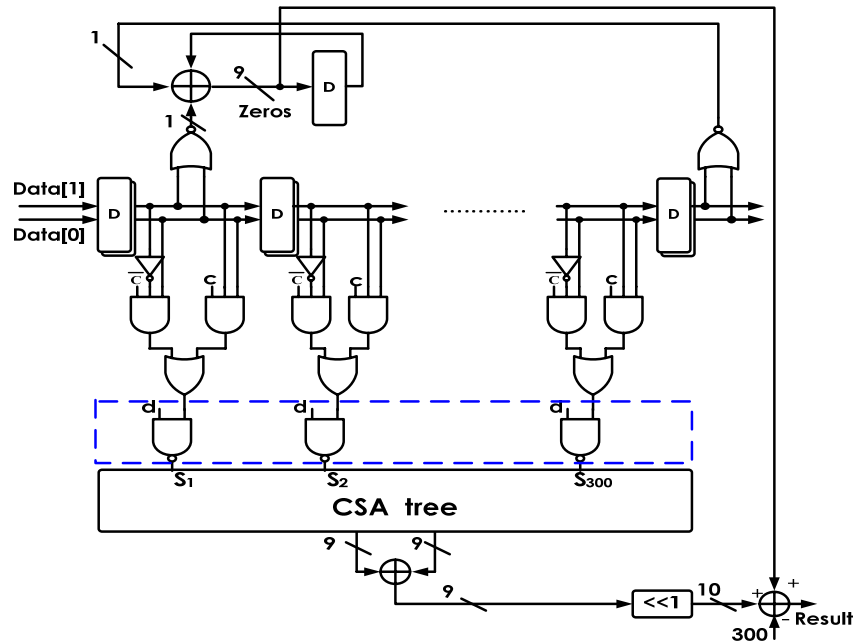 1
9
D
Zeros
1
Data[1]
D
D
D
Data[0]
C̅
C
C̅
C
C̅
C
d
d
d
S1
S2
S300
CSA tree
9
9
9
<<1
10
+
+
- Result
300